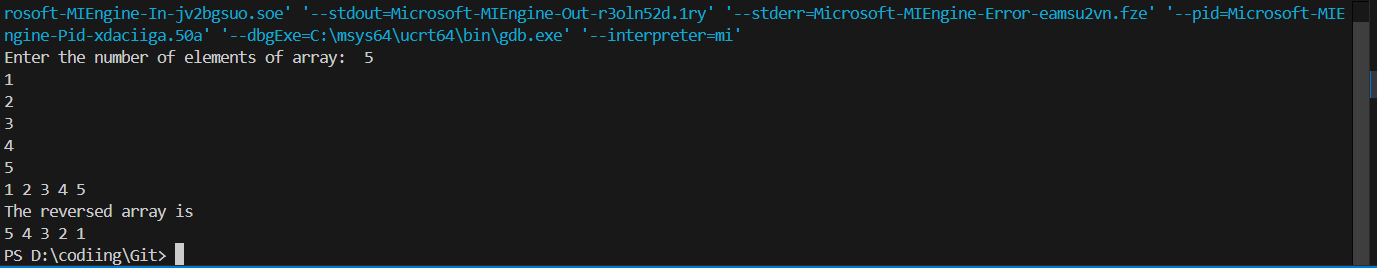 rosoft-MIEngine-In-jv2bgsuo.soe' '--stdout=Microsoft-MIEngine-Out-r3oln52d.1ry' '--stderr=Microsoft-MIEngine-Error-eamsu2vn.fze' '--pid=Microsoft-MIE
ngine-Pid-xdaciiga.50a' '--dbgExe=C:\msys64\ucrt64\bin\gdb.exe' '--interpreter=mi'
Enter the number of elements of array:  5
1
2
3
4
5
1 2 3 4 5
The reversed array is
5 4 3 2 1
PS D:\codiing\Git>